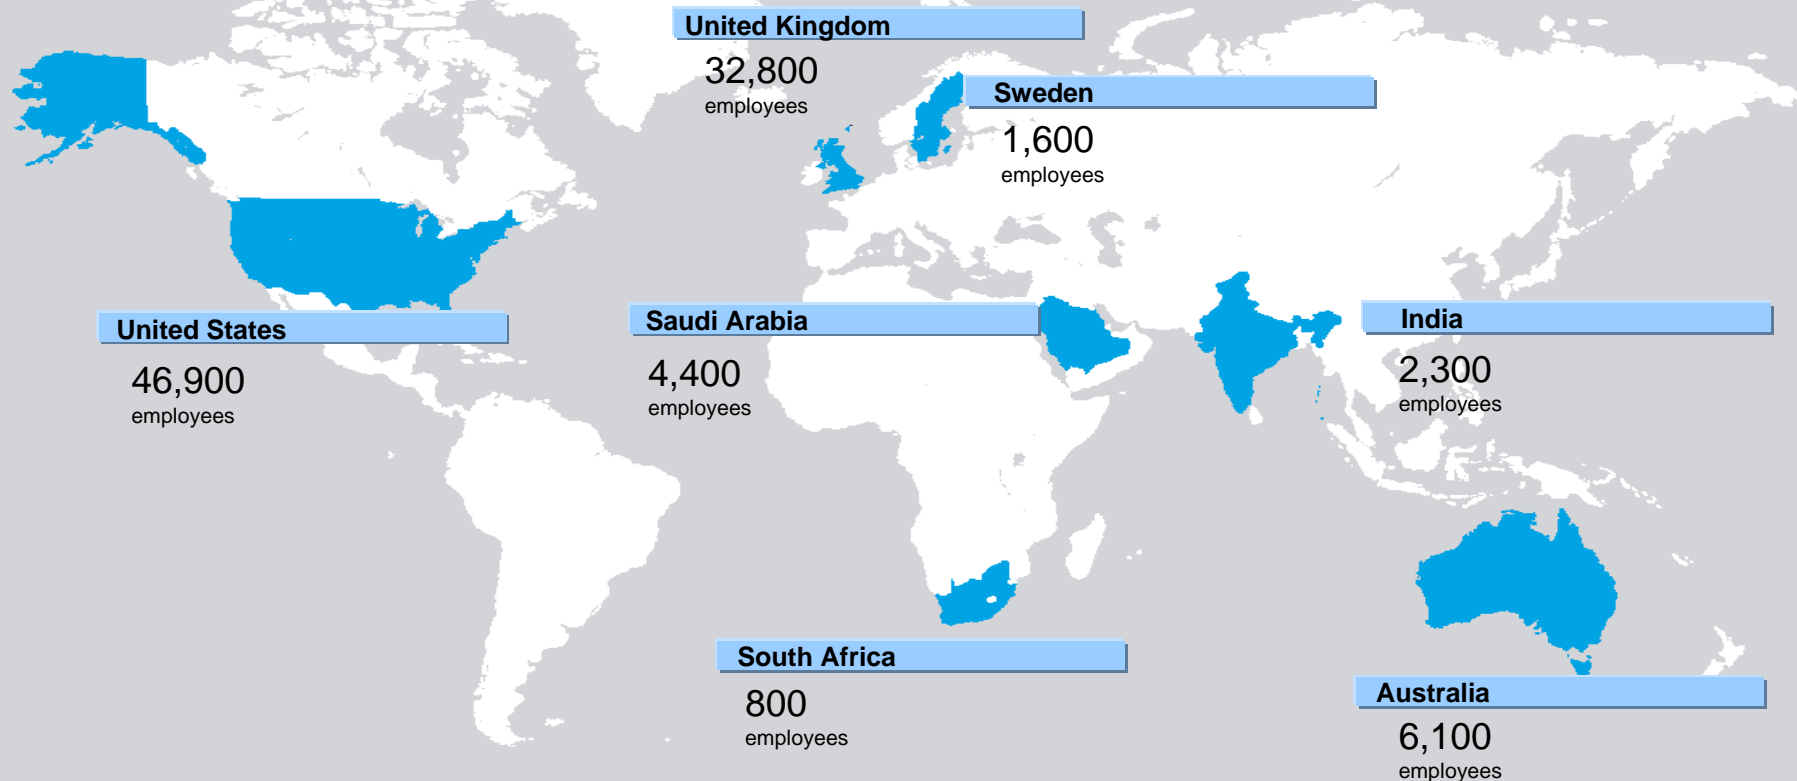 United Kingdom
32,800
employees
Sweden
1,600
employees
United States
46,900
employees
Saudi Arabia
4,400
employees
India
2,300
employees
South Africa
800
employees
Australia
6,100
employees